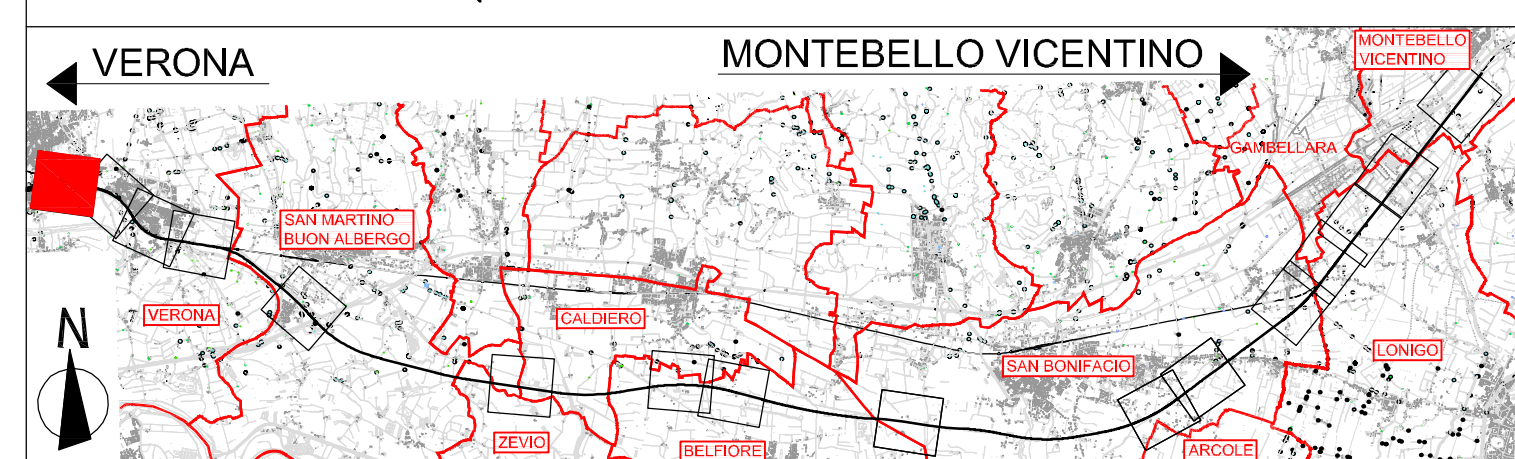 VERONA
MONTEBELLO VICENTINO
MONTEBELLO
VICENTINO
GAMBELLARA
SAN MARTINO
BUON ALBERGO
VERONA
N
CALDIERO
SAN BONIFACIO
LONIGO
ZEVIO
BELFIORE
ARCOLE